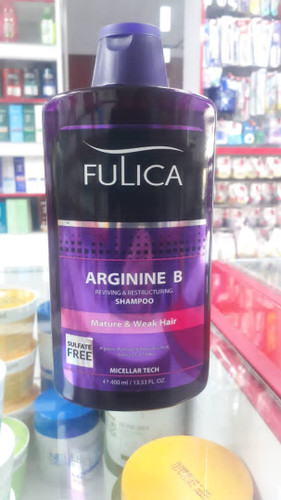 FULICA
ARGININE B
REVIVING & RESTRUCTURING
SHAMPOO
Mature & Weak Hair
SULFATE
FREE
MICELLAR TECH
400 ml / 13.53 FL. OZ.